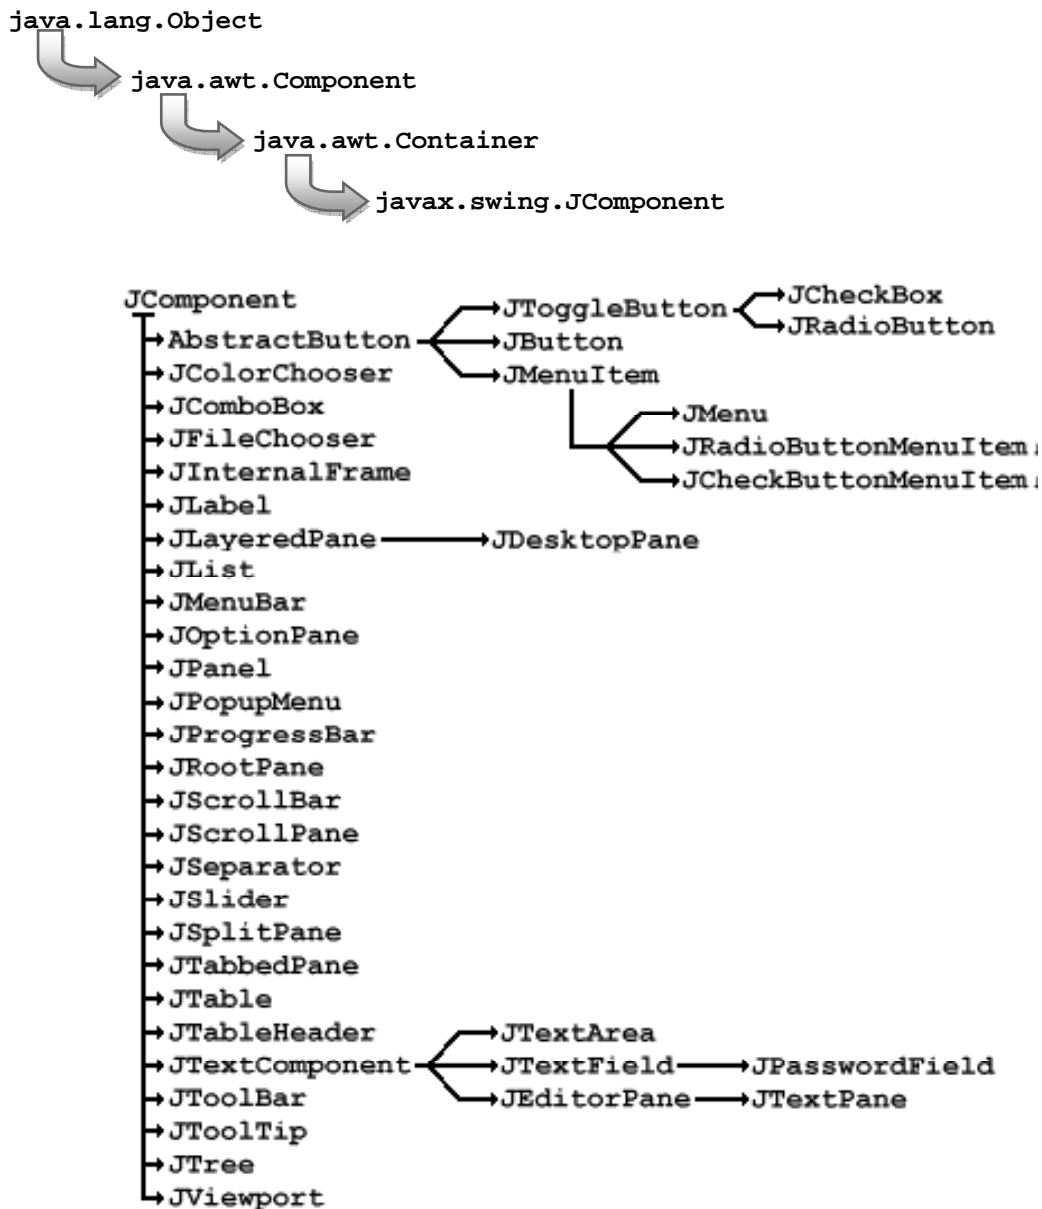 java.lang.Object
java.awt.Component
java.awt.Container
javax.swing.JComponent
JComponent
JToggleButton
JCheckBox
JRadioButton
AbstractButton
JButton
JColorChooser
JMenuItem
JComboBox
JMenu
JFileChooser
JRadioButtonMenuItem
JInternalFrame
JCheckButtonMenuItem
JLabel
JLayeredPane
JDesktopPane
JList
JMenuBar
JOptionPane
JPanel
JPopupMenu
JProgressBar
JRootPane
JScrollBar
JScrollPane
JSeparator
JSlider
JSplitPane
JTabbedPane
JTable
JTableHeader
JTextArea
JTextComponent
JTextField
JPasswordField
JToolBar
JEditorPane
JTextPane
JToolTip
JTree
JViewport